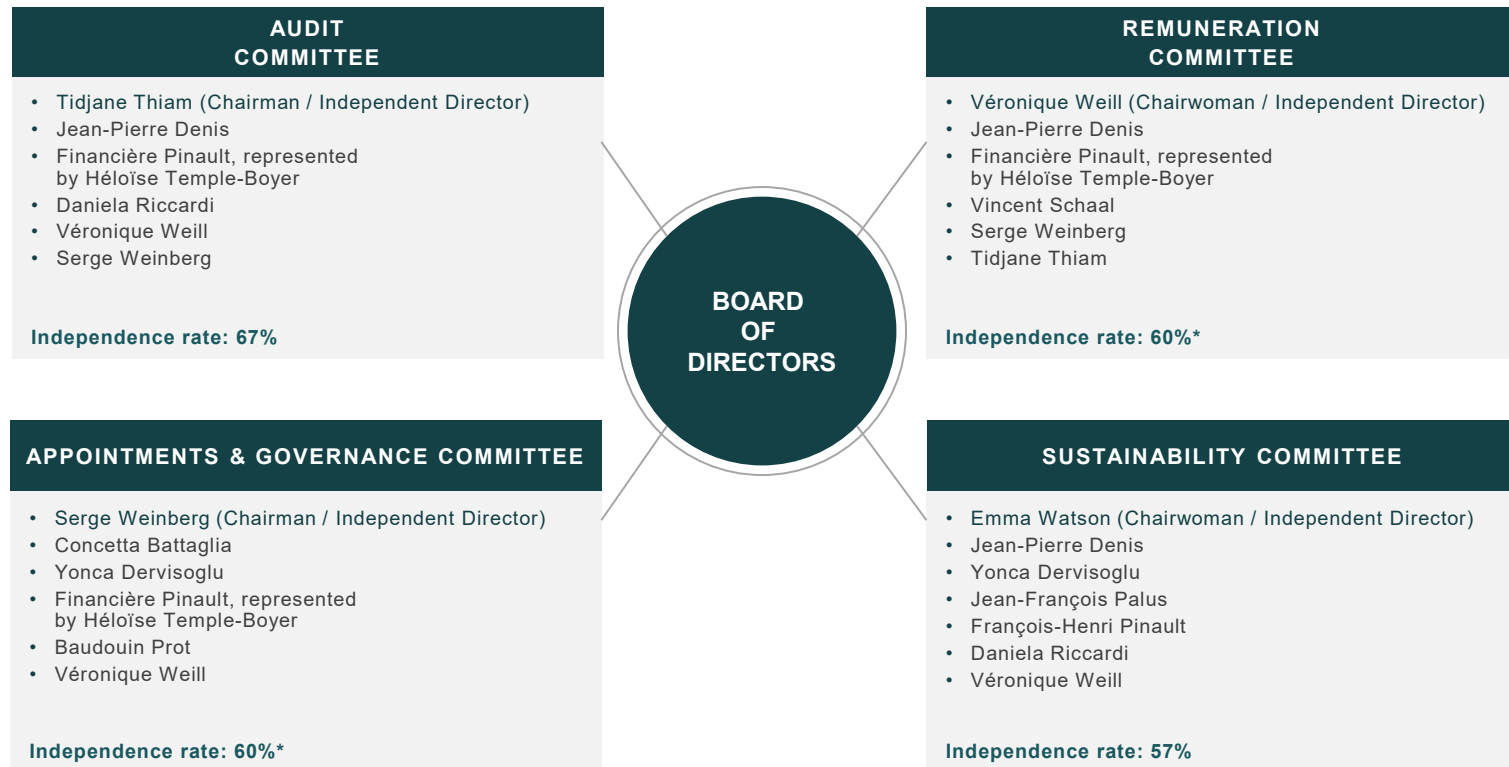 AUDIT
COMMITTEE
• Tidjane Thiam (Chairman / Independent Director)
• Jean-Pierre Denis
• Financière Pinault, represented
by Héloïse Temple-Boyer
• Daniela Riccardi
• Véronique Weill
• Serge Weinberg
Independence rate: 67%
REMUNERATION
COMMITTEE
• Véronique Weill (Chairwoman / Independent Director)
• Jean-Pierre Denis
• Financière Pinault, represented
by Héloïse Temple-Boyer
• Vincent Schaal
• Serge Weinberg
• Tidjane Thiam
Independence rate: 60%*
BOARD
OF
DIRECTORS
APPOINTMENTS & GOVERNANCE COMMITTEE
• Serge Weinberg (Chairman / Independent Director)
• Concetta Battaglia
• Yonca Dervisoglu
• Financière Pinault, represented
by Héloïse Temple-Boyer
• Baudouin Prot
• Véronique Weill
Independence rate: 60%*
SUSTAINABILITY COMMITTEE
• Emma Watson (Chairwoman / Independent Director)
• Jean-Pierre Denis
• Yonca Dervisoglu
• Jean-François Palus
• François-Henri Pinault
• Daniela Riccardi
• Véronique Weill
Independence rate: 57%